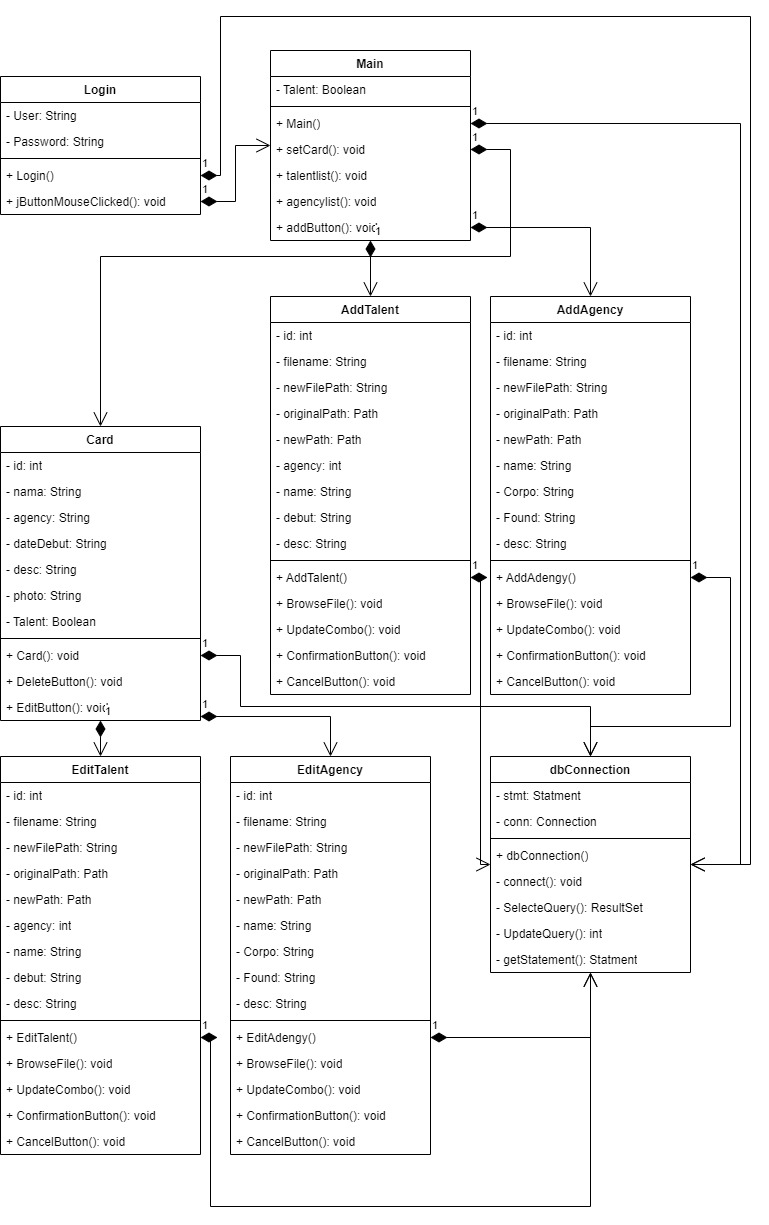 Login
- User: String
- Password: String
+ Login()
+ jButtonMouseClicked(): void
1
1
Main
- Talent: Boolean
+ Main()
+ setCard(): void
+ talentlist(): void
+ agencylist(): void
+ addButton(): void
1
1
1
1
AddTalent
- id: int
- filename: String
- newFilePath: String
- originalPath: Path
- newPath: Path
- agency: int
- name: String
- debut: String
- desc: String
+ AddTalent()
+ BrowseFile(): void
+ UpdateCombo(): void
+ ConfirmationButton(): void
+ CancelButton(): void
1
AddAgency
- id: int
- filename: String
- newFilePath: String
- originalPath: Path
- newPath: Path
- name: String
- Corpo: String
- Found: String
- desc: String
+ AddAdengy()
+ BrowseFile(): void
+ UpdateCombo(): void
+ ConfirmationButton(): void
+ CancelButton(): void
1
Card
- id: int
- nama: String
- agency: String
- dateDebut: String
- desc: String
- photo: String
- Talent: Boolean
+ Card(): void
+ DeleteButton(): void
+ EditButton(): void
1
1
1
EditTalent
- id: int
- filename: String
- newFilePath: String
- originalPath: Path
- newPath: Path
- agency: int
- name: String
- debut: String
- desc: String
+ EditTalent()
+ BrowseFile(): void
+ UpdateCombo(): void
+ ConfirmationButton(): void
+ CancelButton(): void
1
EditAgency
- id: int
- filename: String
- newFilePath: String
- originalPath: Path
- newPath: Path
- name: String
- Corpo: String
- Found: String
- desc: String
+ EditAdengy()
+ BrowseFile(): void
+ UpdateCombo(): void
+ ConfirmationButton(): void
+ CancelButton(): void
1
dbConnection
- stmt: Statment
- conn: Connection
+ dbConnection()
- connect(): void
- SelecteQuery(): ResultSet
- UpdateQuery(): int
- getStatement(): Statment